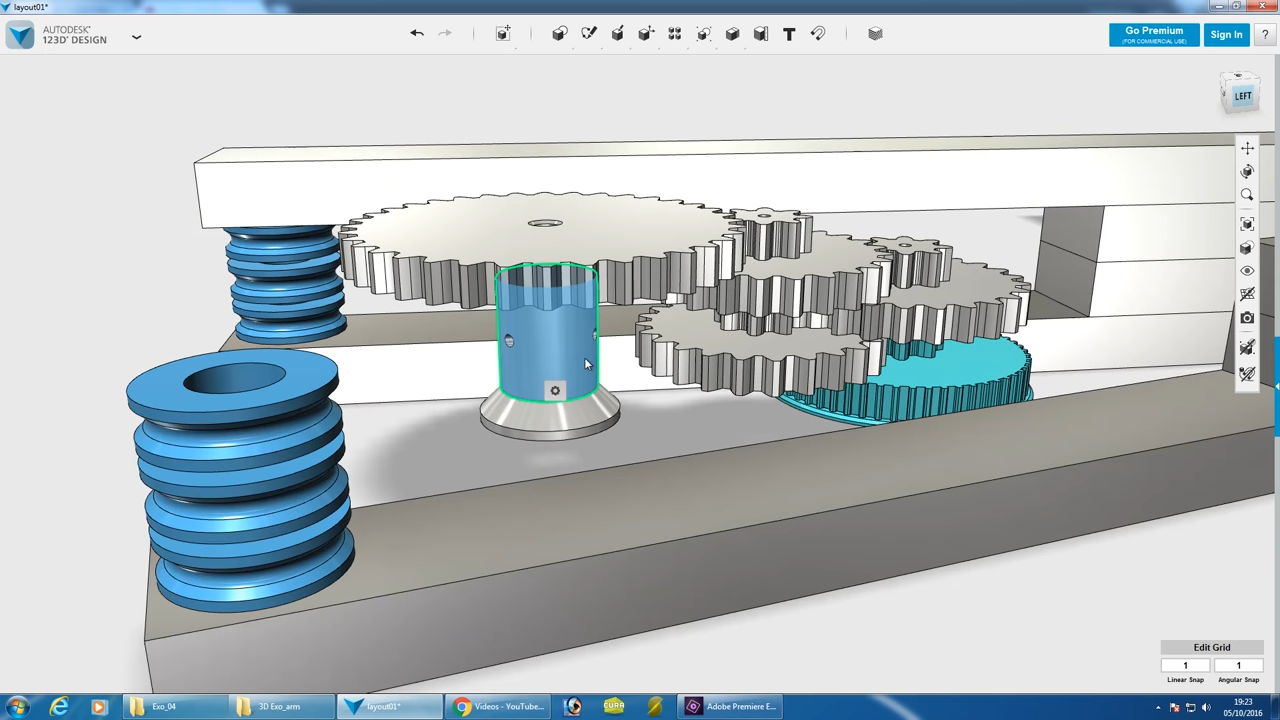 layout01*
AUTODESK®
123D® DESIGN
Go Premium
(FOR COMMERCIAL USE)
Sign In
?
LEFT
Edit Grid
1
1
Linear Snap
Angular Snap
Exo_04
3D Exo_arm
layout01*
Videos - YouTube...
CURA
Adobe Premiere E...
19:23
05/10/2016